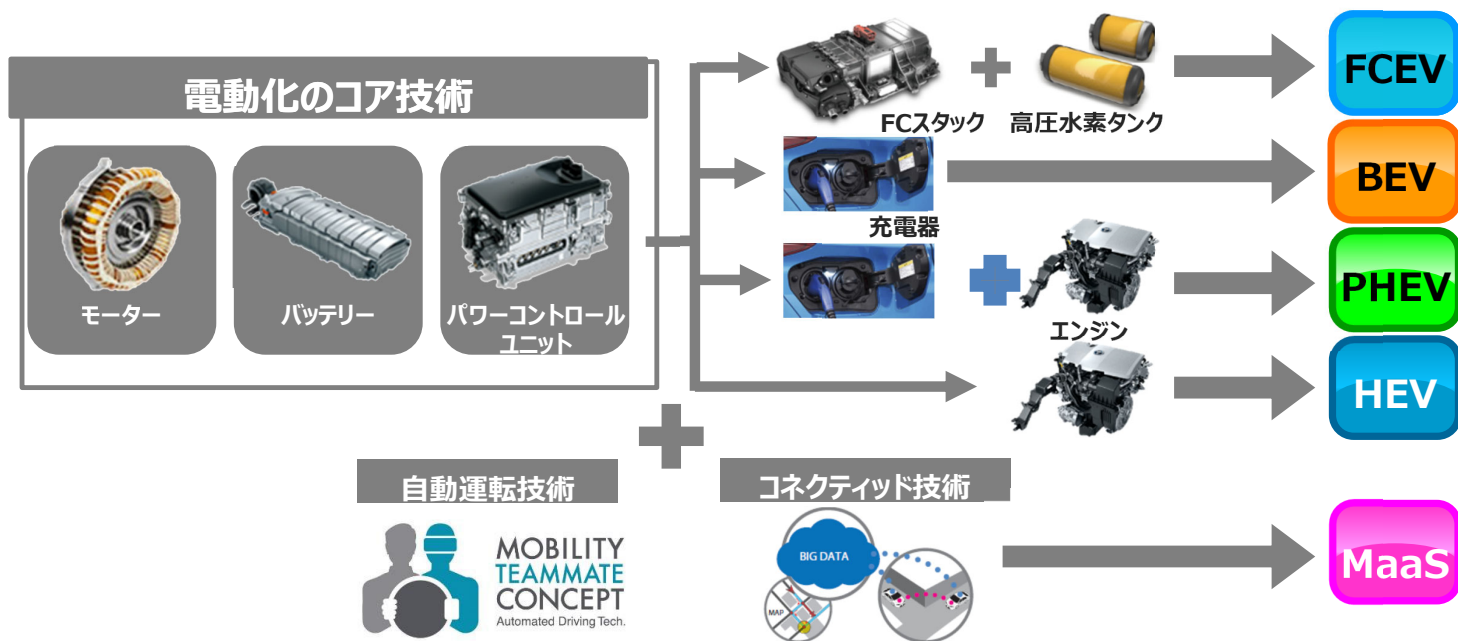 電動化のコア技術
モーター
バッテリー
パワーコントロール
ユニット
FCスタック
高圧水素タンク
FCEV
充電器
BEV
エンジン
PHEV
HEV
自動運転技術
MOBILITY
TEAMMATE
CONCEPT
Automated Driving Tech.
コネクティッド技術
BIG DATA
MAP
MaaS